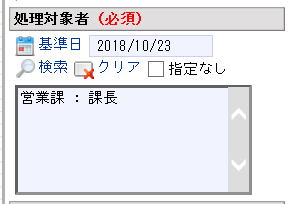 処理対象者 (必須)
基準日 2018/10/23
検索 クリア 指定なし
営業課 : 課長